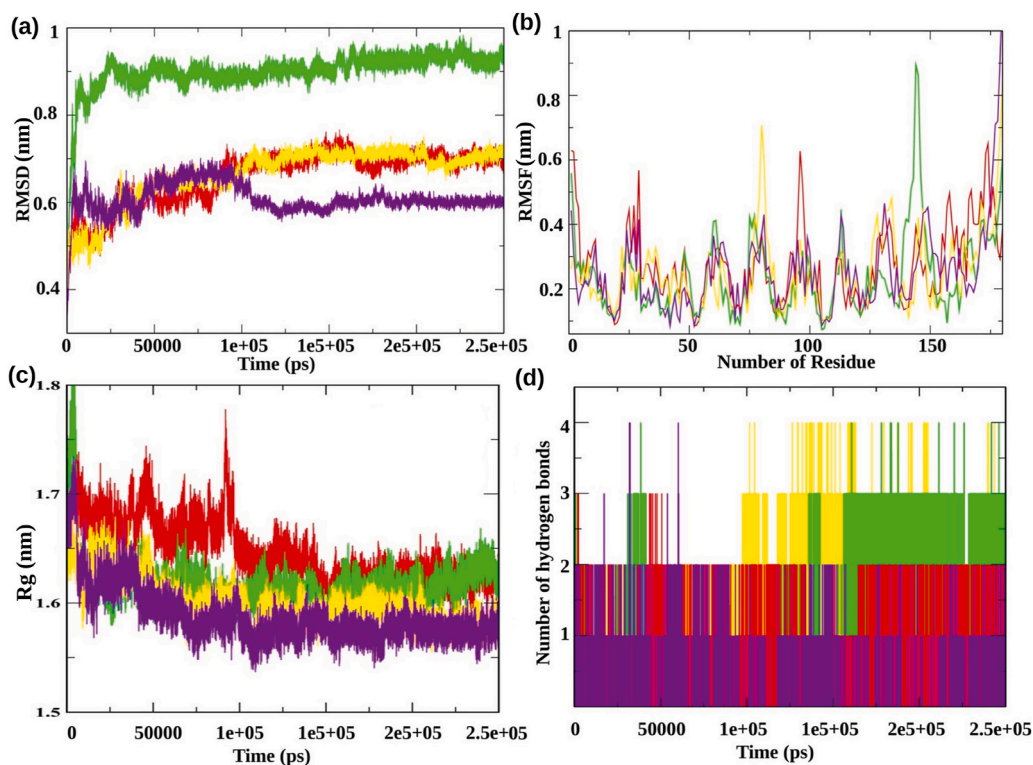 (a)
1
0.8
0.6
0.4
RMSD (nm)
0 50000 1e+05 1e5+05 2e+05 2.5e+05
Time (ps)
(b)
1
0.8
0.6
0.4
0.2
RMSF (nm)
0 50 100 150
Number of Residue
(c)
1.8
1.7
1.6
1.5
Rg (nm)
0 50000 1e+05 1e5+05 2e+05 2.5e+05
Time (ps)
(d)
4
3
2
1
Number of hydrogen bonds
0 50000 1e+05 1e5+05 2e+05 2.5e+05
Time (ps)